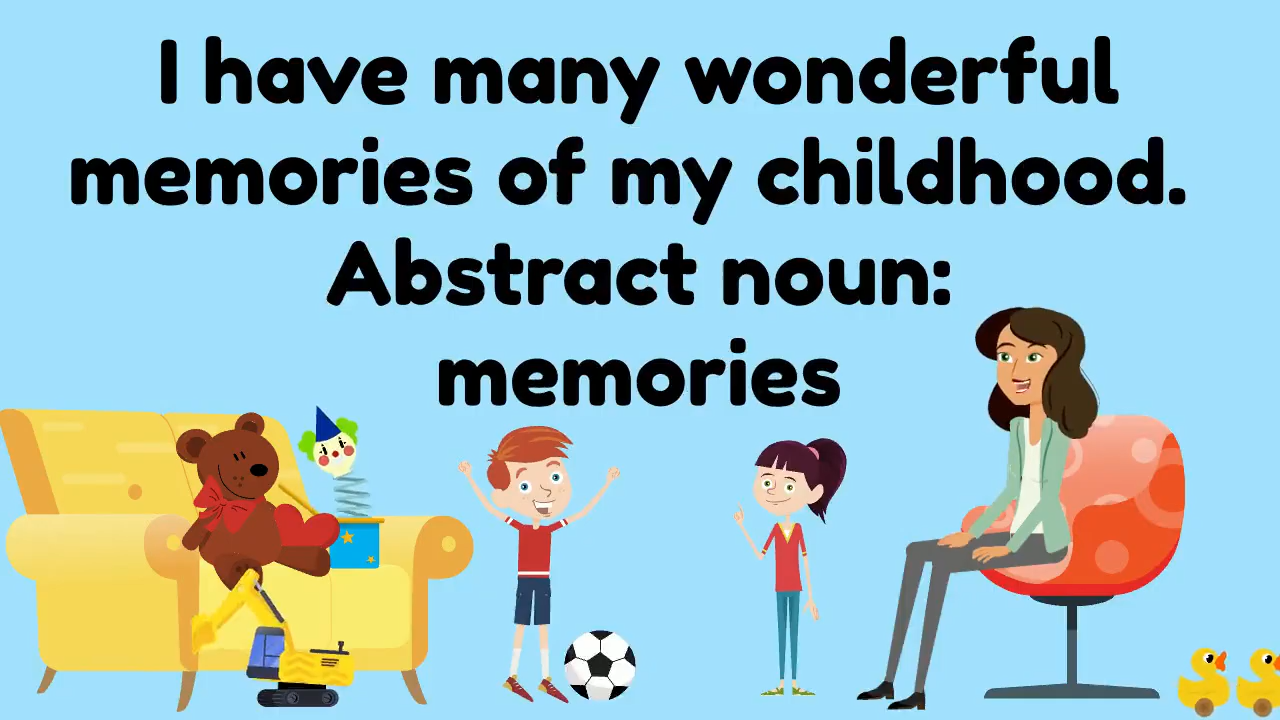 I have many wonderful
memories of my childhood.
Abstract noun:
memories